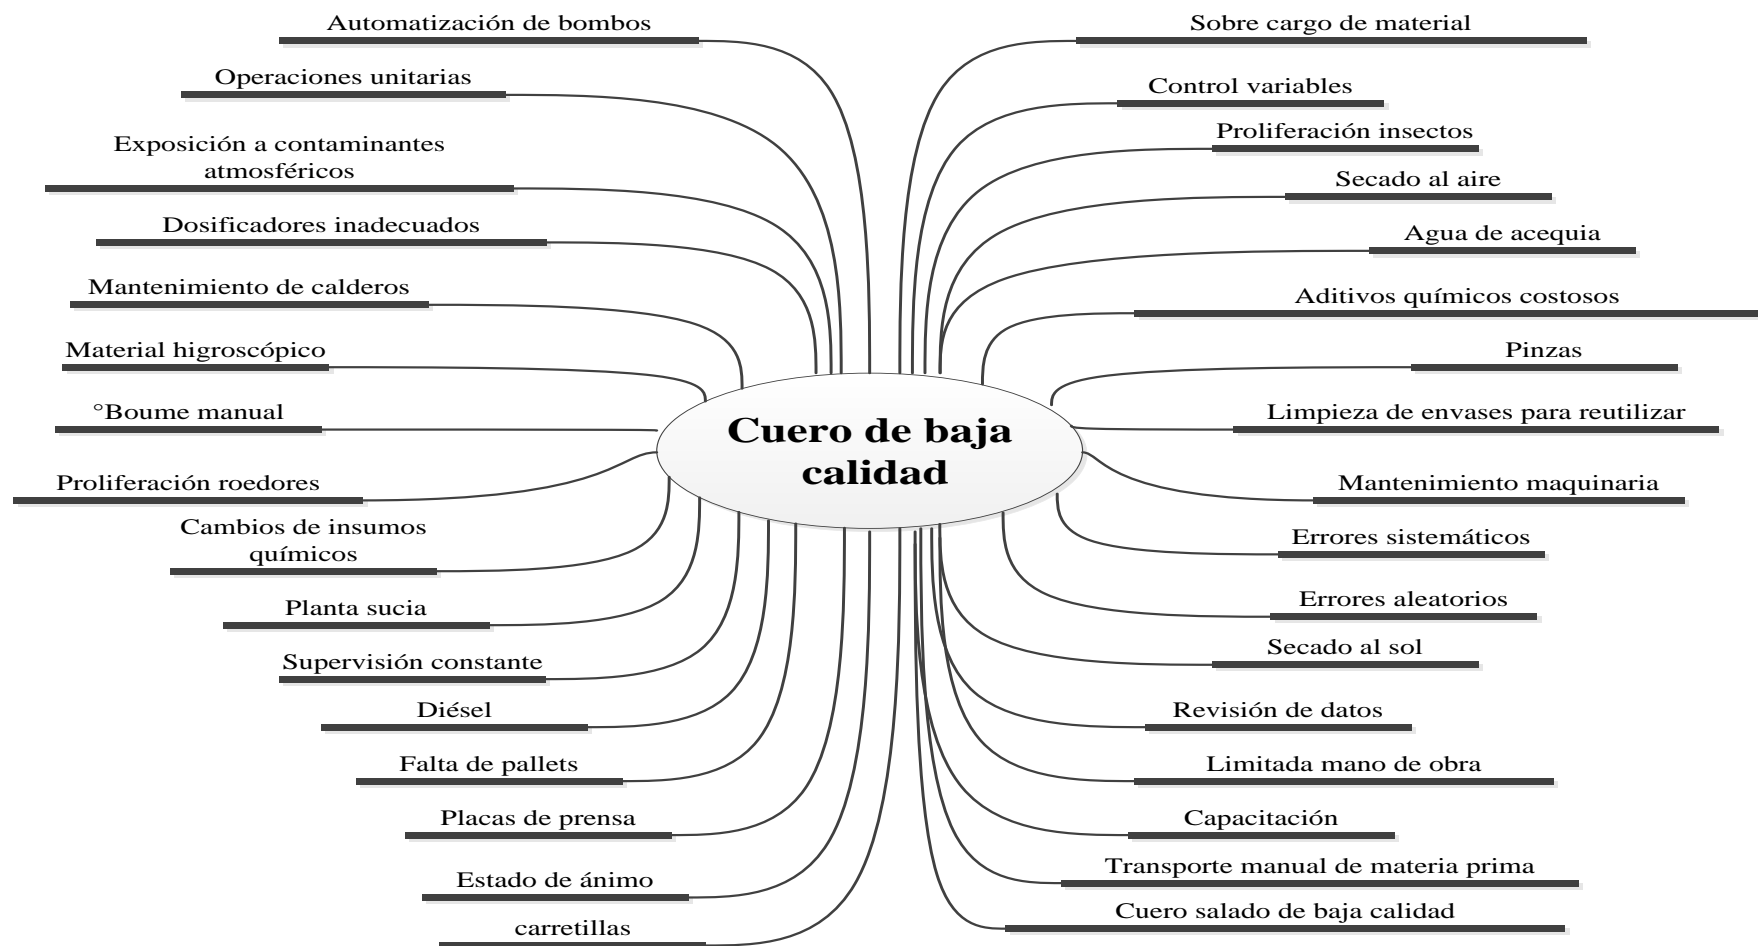 Automatización de bombos
Operaciones unitarias
Exposición a contaminantes
atmosféricos
Dosificadores inadecuados
Mantenimiento de calderos
Material higroscópico
°Boume manual
Proliferación roedores
Cambios de insumos
químicos
Planta sucia
Supervisión constante
Diésel
Falta de pallets
Placas de prensa
Estado de ánimo
carretillas
Cuero de baja
calidad
Sobre cargo de material
Control variables
Proliferación insectos
Secado al aire
Agua de acequia
Aditivos químicos costosos
Pinzas
Limpieza de envases para reutilizar
Mantenimiento maquinaria
Errores sistemáticos
Errores aleatorios
Secado al sol
Revisión de datos
Limitada mano de obra
Capacitación
Transporte manual de materia prima
Cuero salado de baja calidad